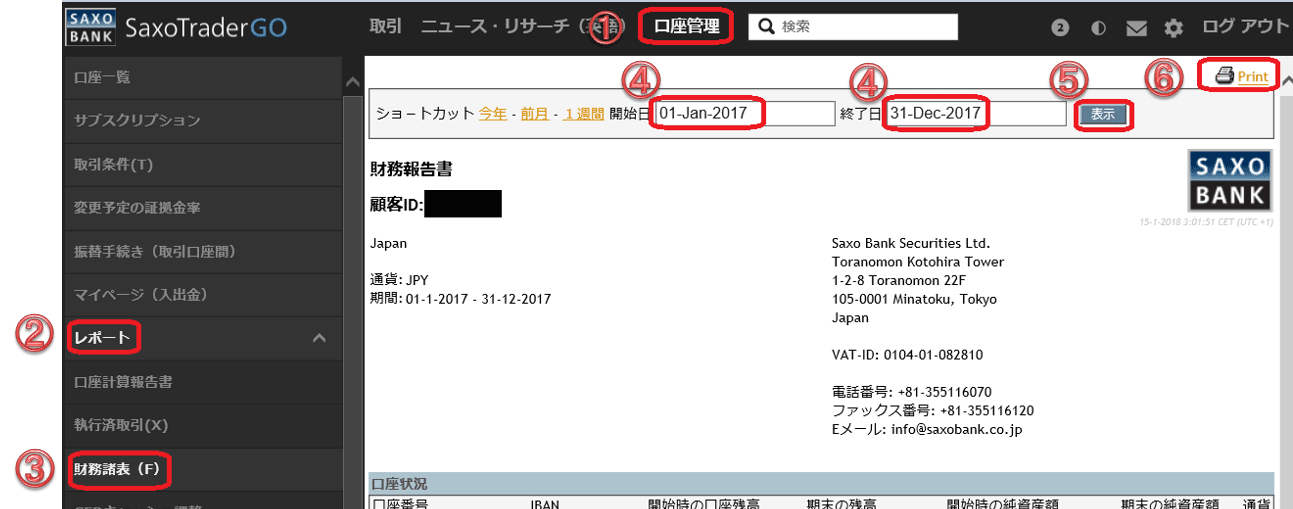 SAXO BANK SaxoTraderGO 取引 ニュース・リサーチ（英語） ① 口座管理 検索 2 ログ アウト
口座一覧
サブスクリプション
取引条件(T)
変更予定の証拠金率
振替手続き（取引口座間）
マイページ（入出金）
② レポート
口座計算報告書
執行済取引(X)
③ 財務諸表（F）
④ ④ ⑤ ⑥ Print
ショートカット 今年 - 前月 - １週間 開始日 01-Jan-2017 終了日 31-Dec-2017 表示
財務報告書
SAXO
BANK
顧客ID:
15-1-2018 3:01:51 CET (UTC +1)
Japan
通貨: JPY
期間: 01-1-2017 - 31-12-2017
Saxo Bank Securities Ltd.
Toranomon Kotohira Tower
1-2-8 Toranomon 22F
105-0001 Minatoku, Tokyo
Japan
VAT-ID: 0104-01-082810
電話番号: +81-355116070
ファックス番号: +81-355116120
Eメール: info@saxobank.co.jp
口座状況
口座番号 IBAN 開始時の口座残高 期末の残高 開始時の純資産額 期末の純資産額 通貨